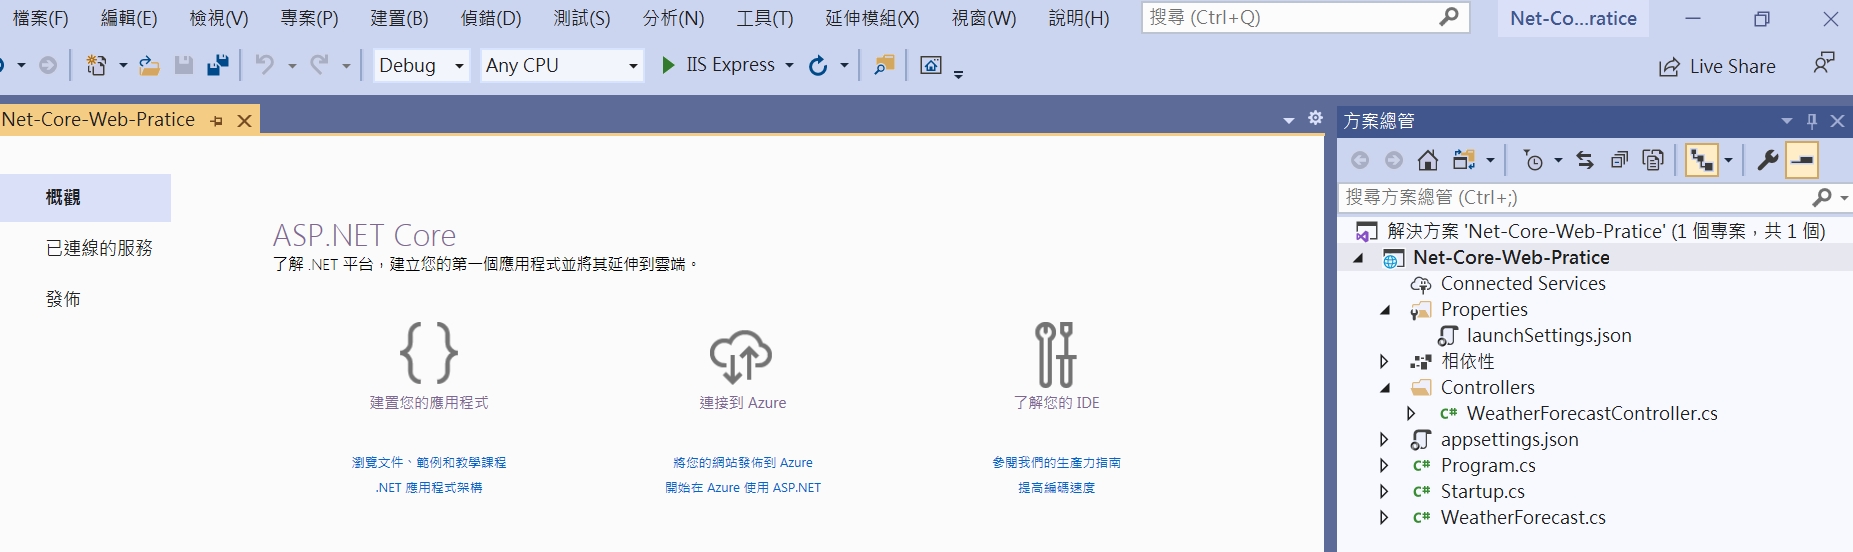 檔案(F) 編輯(E) 檢視(V) 專案(P) 建置(B) 偵錯(D) 測試(S) 分析(N) 工具(T) 延伸模組(X) 視窗(W) 說明(H) 搜尋 (Ctrl+Q) Net-Co...ratice
Debug Any CPU IIS Express Live Share
Net-Core-Web-Pratice
概觀
已連線的服務
發佈
ASP.NET Core
了解 .NET 平台，建立您的第一個應用程式並將其延伸到雲端。
建置您的應用程式
瀏覽文件、範例和教學課程
.NET 應用程式架構
連接到 Azure
將您的網站發佈到 Azure
開始在 Azure 使用 ASP.NET
了解您的 IDE
參閱我們的生產力指南
提高編碼速度
方案總管
搜尋方案總管 (Ctrl+;)
解決方案 'Net-Core-Web-Pratice' (1 個專案，共 1 個)
Net-Core-Web-Pratice
Connected Services
Properties
launchSettings.json
相依性
Controllers
C# WeatherForecastController.cs
appsettings.json
C# Program.cs
C# Startup.cs
C# WeatherForecast.cs